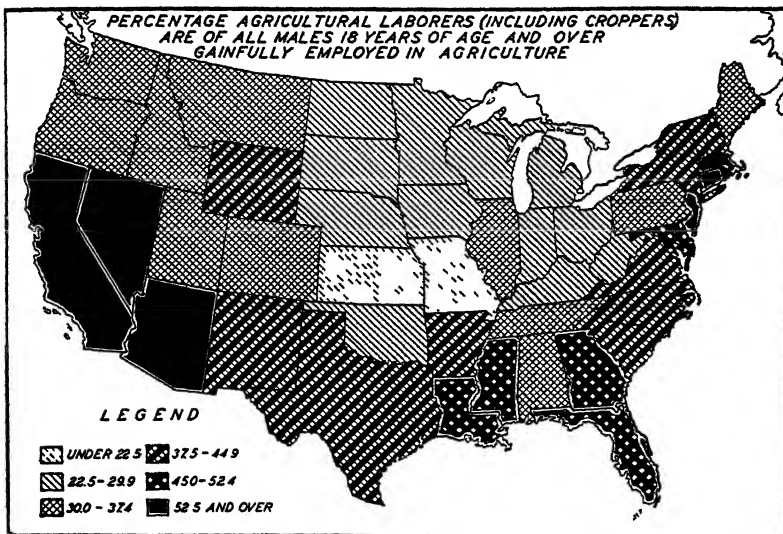 PERCENTAGE AGRICULTURAL LABORERS (INCLUDING CROPPERS)
ARE OF ALL MALES 18 YEARS OF AGE AND OVER
GAINFULLY EMPLOYED IN AGRICULTURE
LEGEND
UNDER 22.5
22.5-29.9
30.0-37.4
37.5-44.9
45.0-52.4
52.5 AND OVER